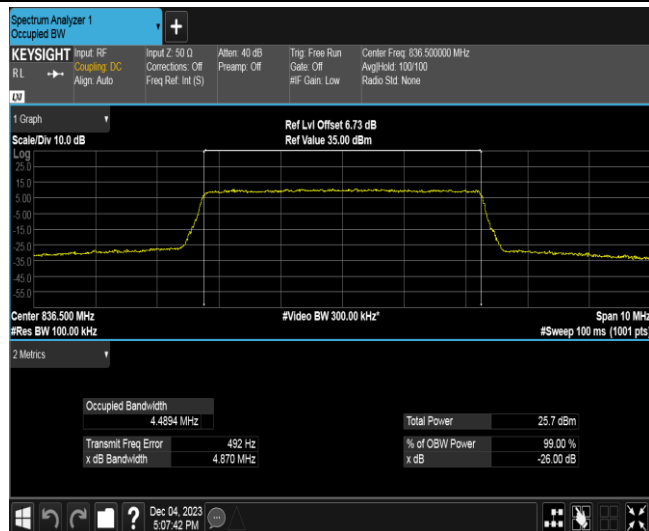 Spectrum Analyzer 1
Occupied BW
+
KEYSIGHT
RL
Input: RF
Coupling: DC
Align: Auto
Input Z: 50 Ω
Corrections: Off
Freq Ref: Int (S)
Atten: 40 dB
Preamp: Off
Trig: Free Run
Gate: Off
#IF Gain: Low
Center Freq: 836.500000 MHz
Avg|Hold: 100/100
Radio Std: None
1 Graph
Scale/Div 10.0 dB
Ref Lvl Offset 6.73 dB
Ref Value 35.00 dBm
Log
25.0
15.0
5.00
-5.00
-15.0
-25.0
-35.0
-45.0
-55.0
Center 836.500 MHz
#Res BW 100.00 kHz
#Video BW 300.00 kHz*
Span 10 MHz
#Sweep 100 ms (1001 pts)
2 Metrics
Occupied Bandwidth
4.4894 MHz
Transmit Freq Error 492 Hz
x dB Bandwidth 4.870 MHz
Total Power 25.7 dBm
% of OBW Power 99.00 %
x dB -26.00 dB
?
Dec 04, 2023
5:07:42 PM